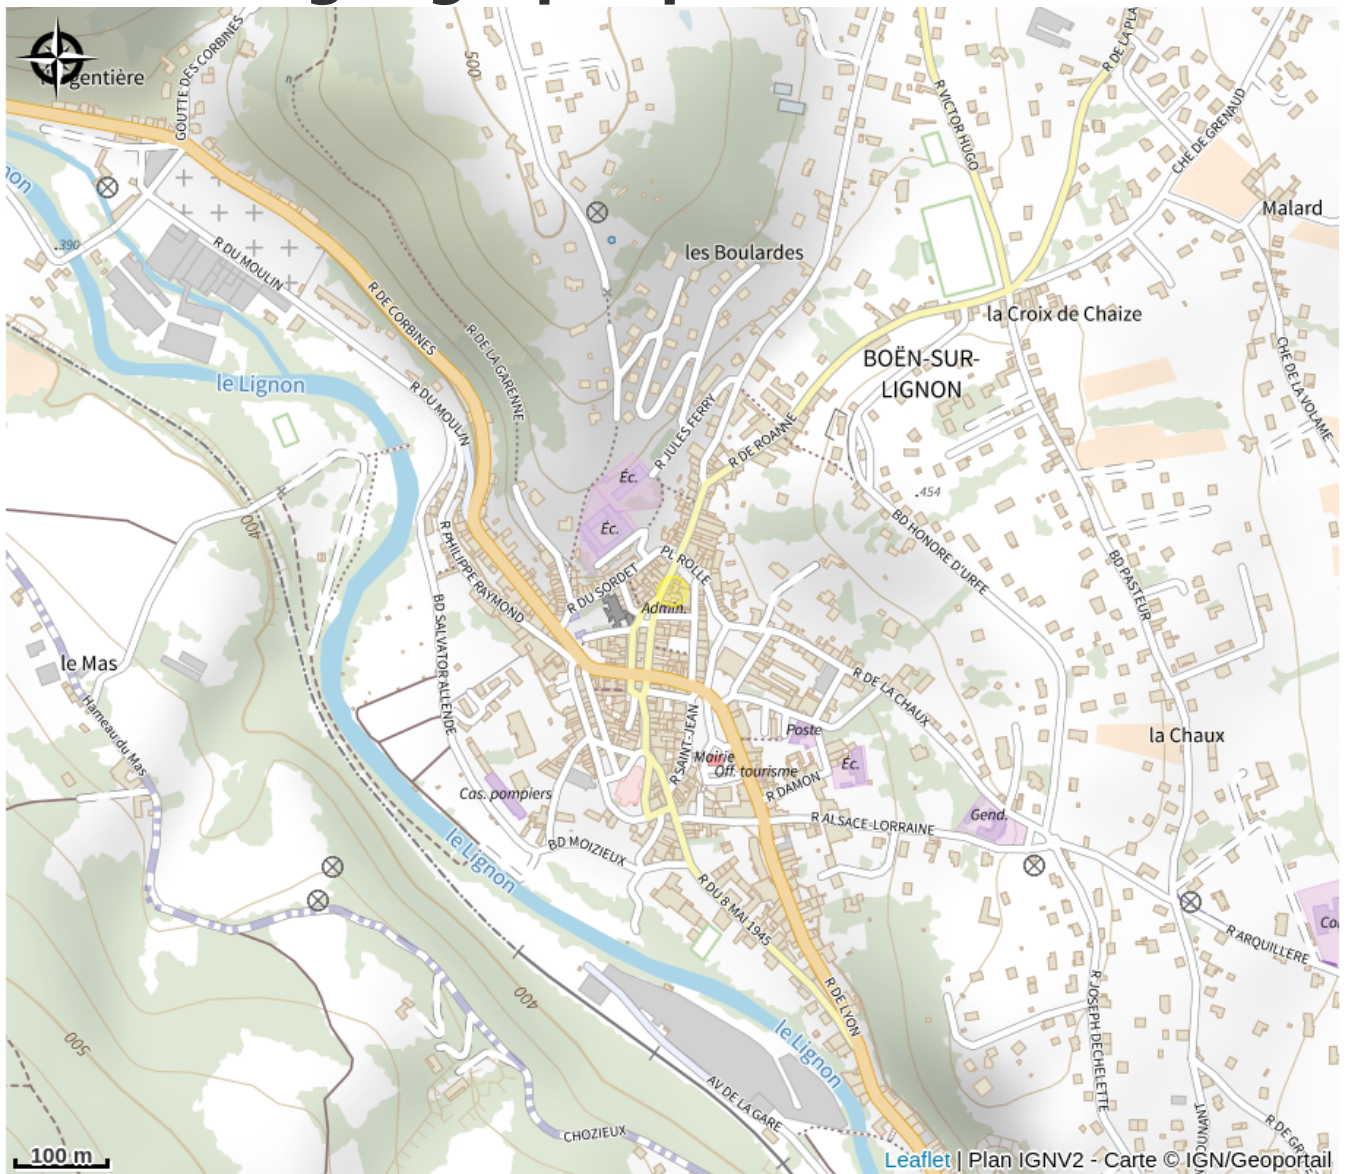 GOUTTE DES CORBINES
500
R VICTOR HUGO
R DE LA PLA
CHE DE GRENAUD
Malard
R DU MOULIN
390
les Boulardes
R DE CORBINES
R DE LA GARENNE
la Croix de Chaize
BOËN-SUR-
LIGNON
CHE DE LA VOLAME
le Lignon
R DU MOULIN
R JULES FERRY
R DE ROANNE
Éc.
454
Éc.
400
BD HONORE D'URFE
PL ROLLE
BD PASTEUR
R PHILIPPE RAYMOND
R DU SORDET
Admin.
BD SALVATOR ALLENDE
le Mas
Hameau du Mas
R DE LA CHAUX
R SAINT-JEAN
Poste
la Chaux
Mairie
Off. tourisme
Éc.
R DAMON
Cas. pompiers
Gend.
R ALSACE-LORRAINE
BD MOIZIEUX
le Lignon
R DU 8 MAI 1945
R ARQUILLERE
R DE LYON
R JOSEPH DECHELETTE
400
500
le Lignon
AV DE LA GARE
CHOZIEUX
100 m
Leaflet | Plan IGNV2 - Carte © IGN/Geoportail